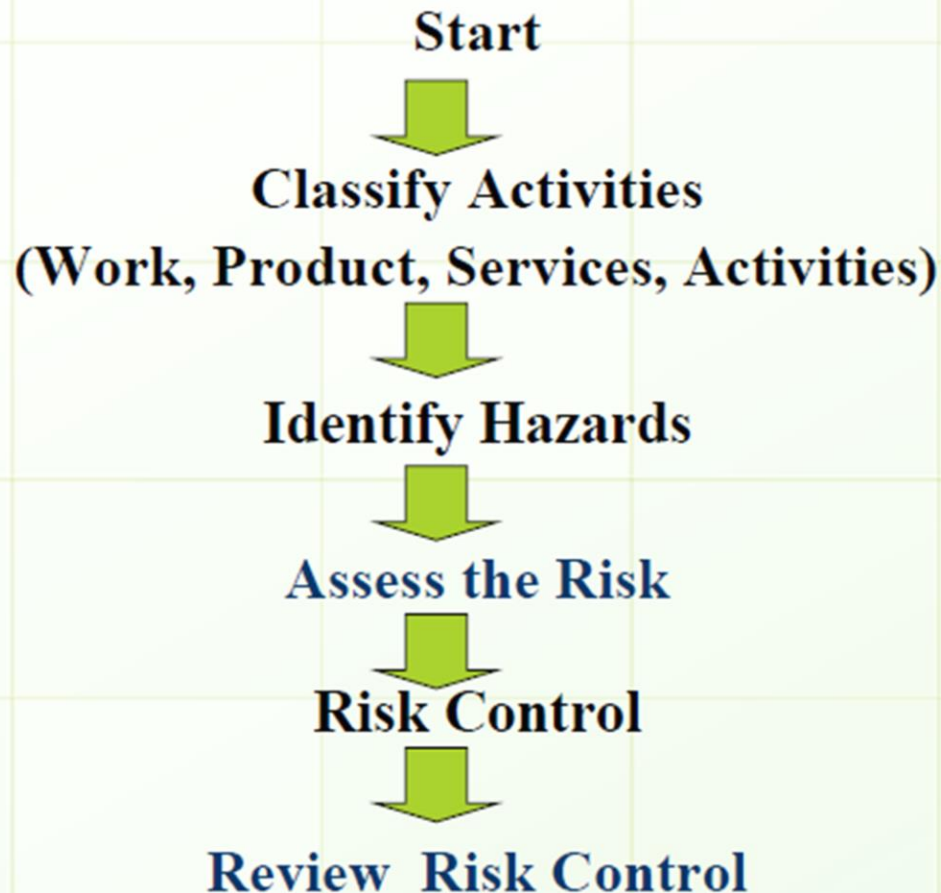 Start
Classify Activities
(Work, Product, Services, Activities)
Identify Hazards
Assess the Risk
Risk Control
Review Risk Control